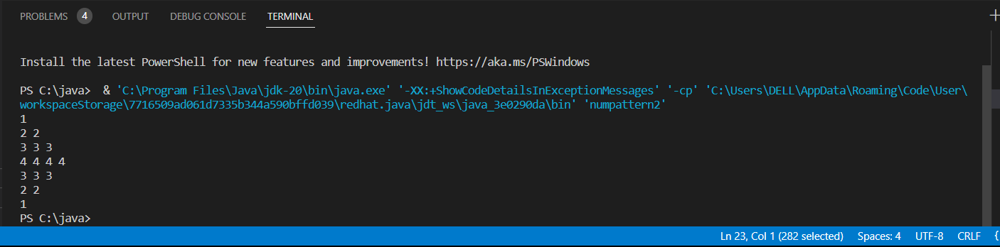 PROBLEMS 4 OUTPUT DEBUG CONSOLE TERMINAL
Install the latest PowerShell for new features and improvements! https://aka.ms/PSWindows
PS C:\java>  & 'C:\Program Files\Java\jdk-20\bin\java.exe' '-XX:+ShowCodeDetailsInExceptionMessages' '-cp' 'C:\Users\DELL\AppData\Roaming\Code\User\
workspaceStorage\7716509ad061d7335b344a590bffd039\redhat.java\jdt_ws\java_3e0290da\bin' 'numpattern2'
1
2 2
3 3 3
4 4 4 4
3 3 3
2 2
1
PS C:\java>
Ln 23, Col 1 (282 selected) Spaces: 4 UTF-8 CRLF {